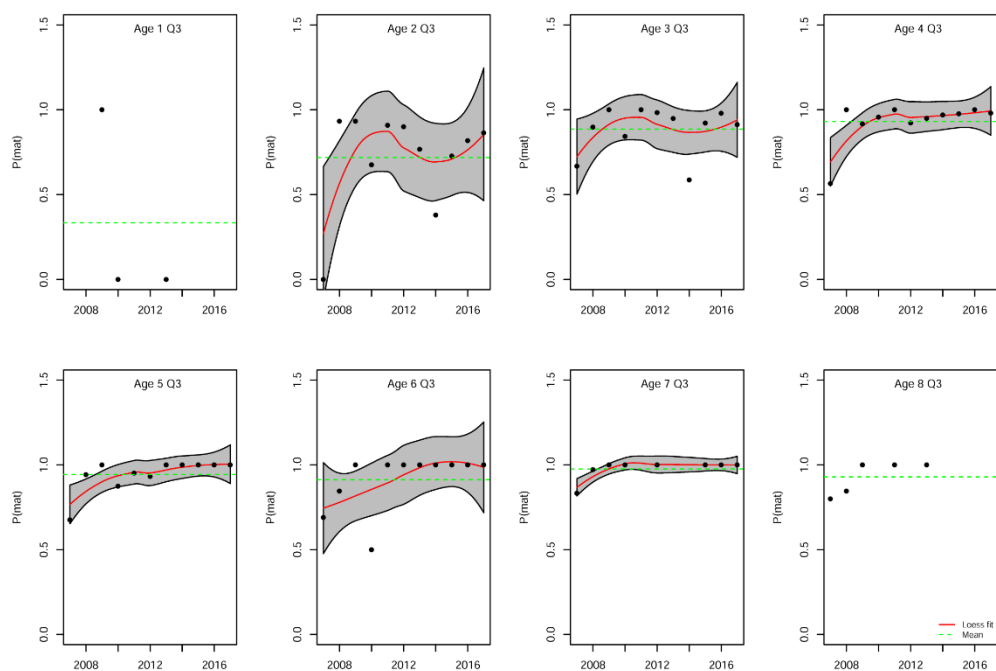 Age 1 Q3
P(mat)
0.0 0.5 1.0 1.5
2008 2012 2016
Age 2 Q3
P(mat)
0.0 0.5 1.0 1.5
2008 2012 2016
Age 3 Q3
P(mat)
0.0 0.5 1.0 1.5
2008 2012 2016
Age 4 Q3
P(mat)
0.0 0.5 1.0 1.5
2008 2012 2016
Age 5 Q3
P(mat)
0.0 0.5 1.0 1.5
2008 2012 2016
Age 6 Q3
P(mat)
0.0 0.5 1.0 1.5
2008 2012 2016
Age 7 Q3
P(mat)
0.0 0.5 1.0 1.5
2008 2012 2016
Age 8 Q3
P(mat)
0.0 0.5 1.0 1.5
2008 2012 2016
Loess fit
Mean